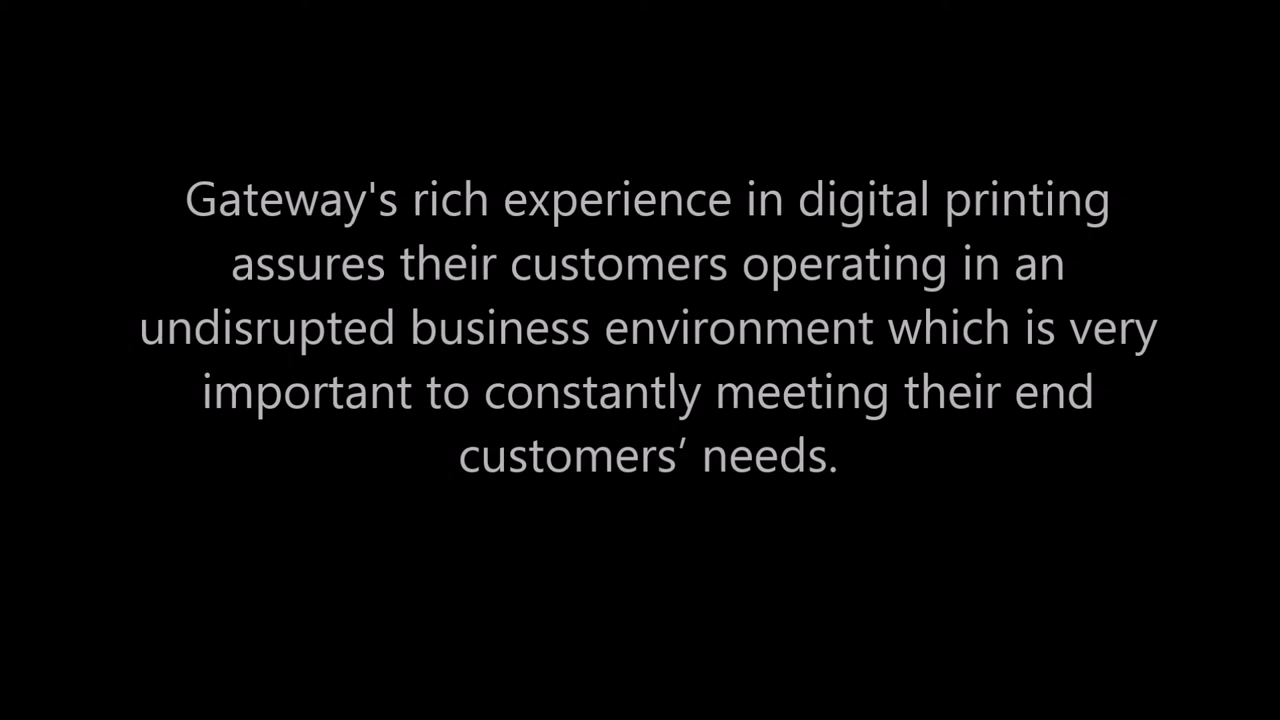 Gateway's rich experience in digital printing
assures their customers operating in an
undisrupted business environment which is very
important to constantly meeting their end
customers’ needs.